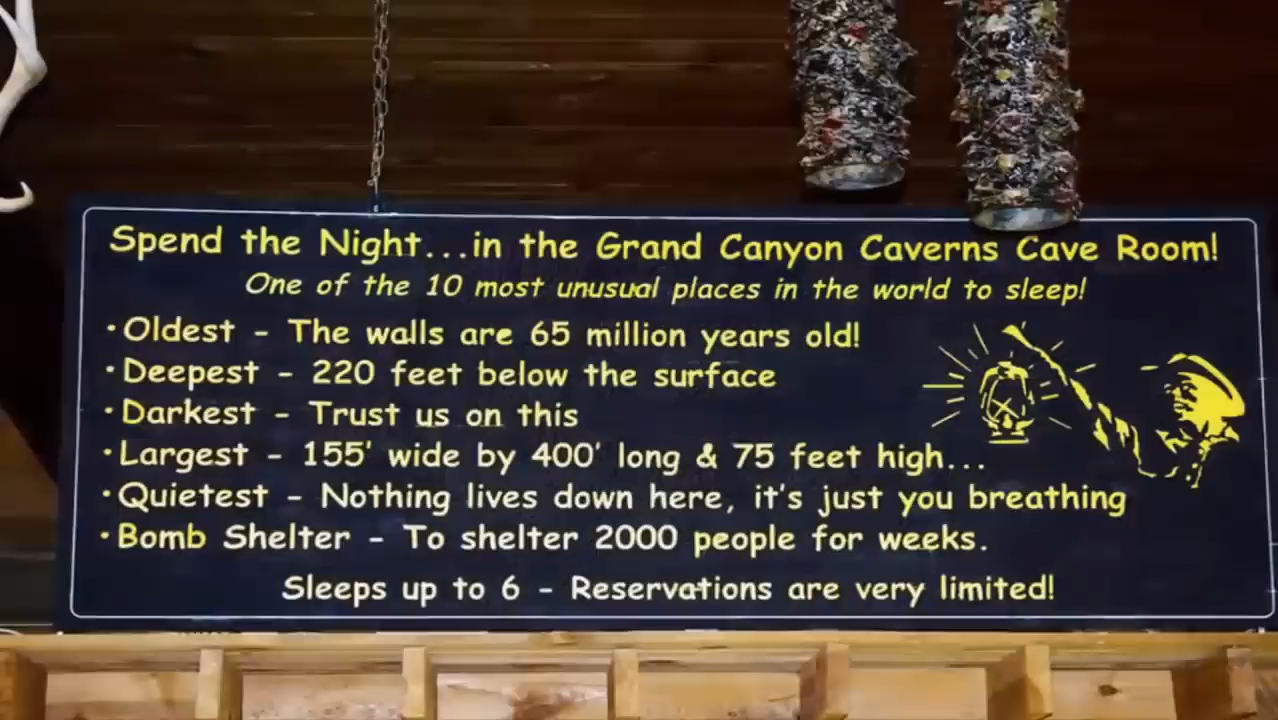 Spend the Night...in the Grand Canyon Caverns Cave Room!
One of the 10 most unusual places in the world to sleep!
·Oldest - The walls are 65 million years old!
·Deepest - 220 feet below the surface
·Darkest - Trust us on this
·Largest - 155' wide by 400' long & 75 feet high...
·Quietest - Nothing lives down here, it's just you breathing
·Bomb Shelter - To shelter 2000 people for weeks.
Sleeps up to 6 - Reservations are very limited!